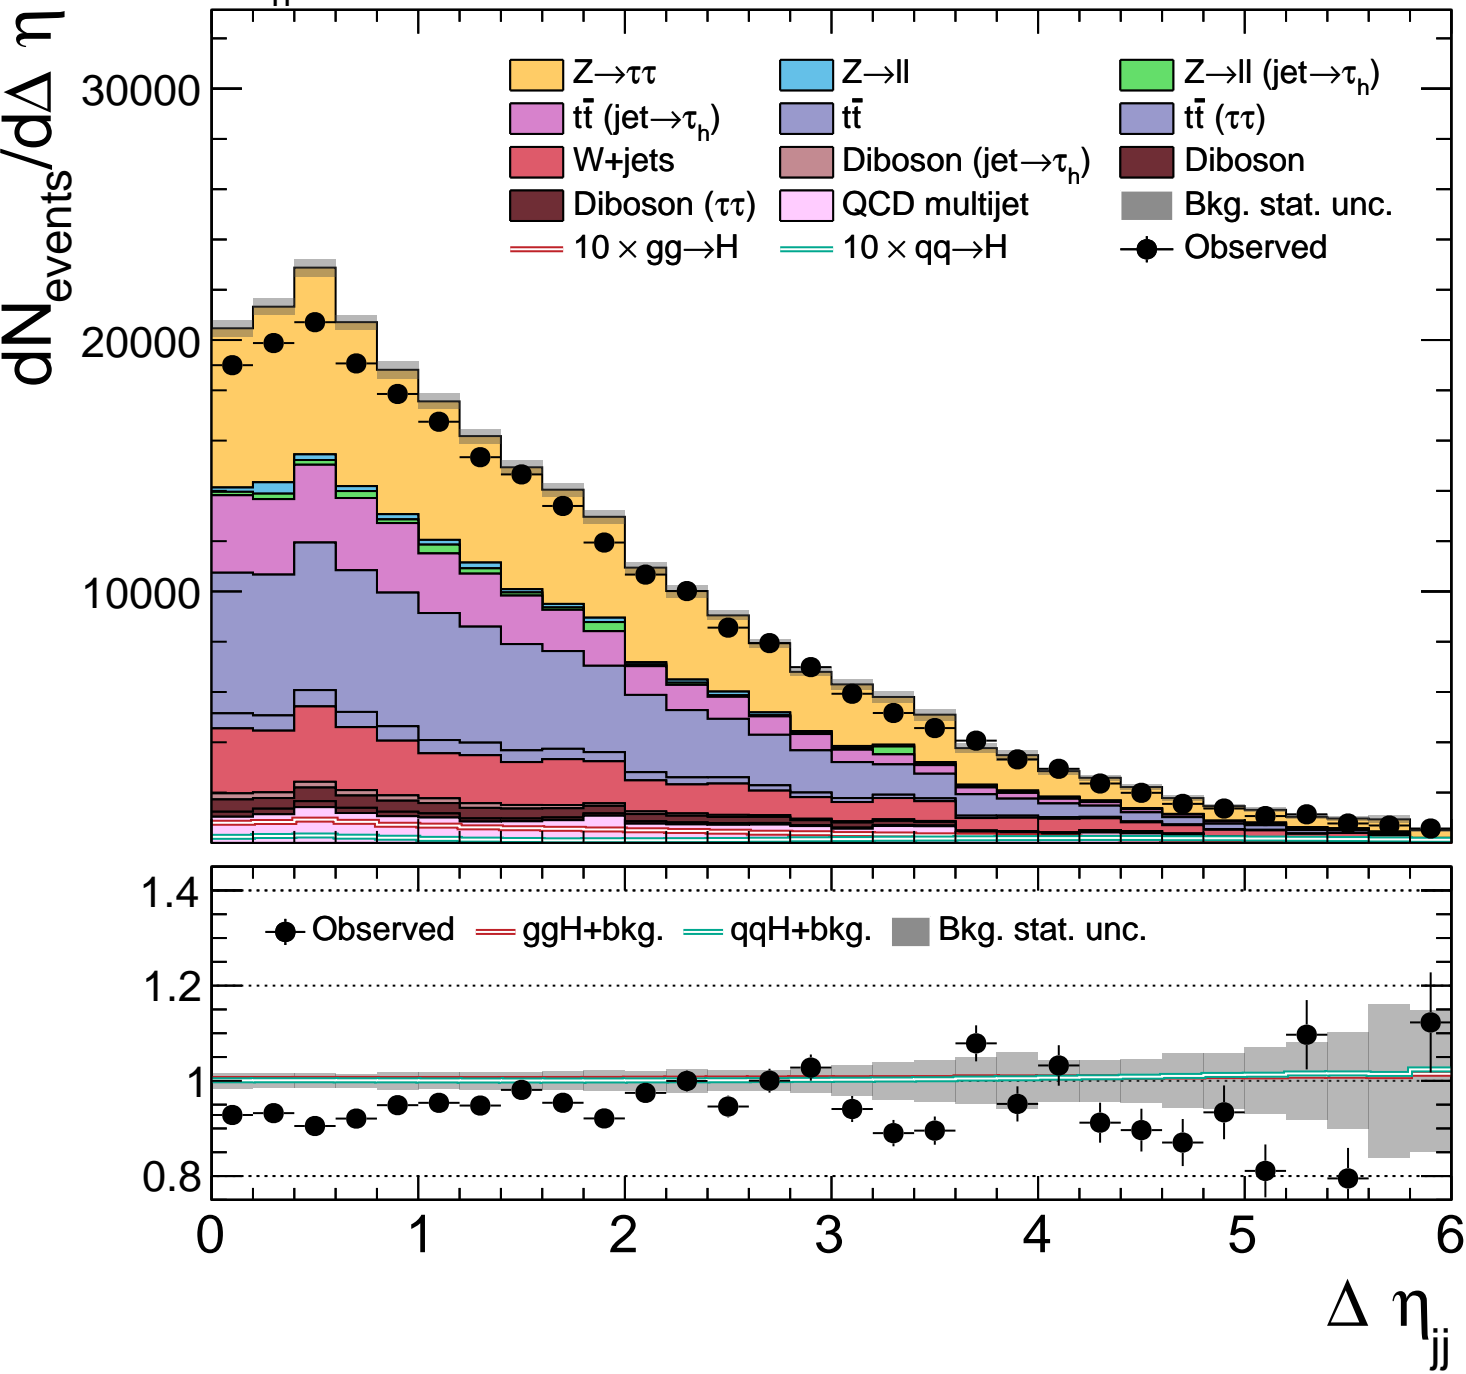 dN_events/dΔ η
30000
20000
10000
Z→ττ Z→ll Z→ll (jet→τ_h)
tt̄ (jet→τ_h) tt̄ tt̄ (ττ)
W+jets Diboson (jet→τ_h) Diboson
Diboson (ττ) QCD multijet Bkg. stat. unc.
10 × gg→H 10 × qq→H Observed
1.4
1.2
1
0.8
Observed ggH+bkg. qqH+bkg. Bkg. stat. unc.
0 1 2 3 4 5 6
Δ η_jj